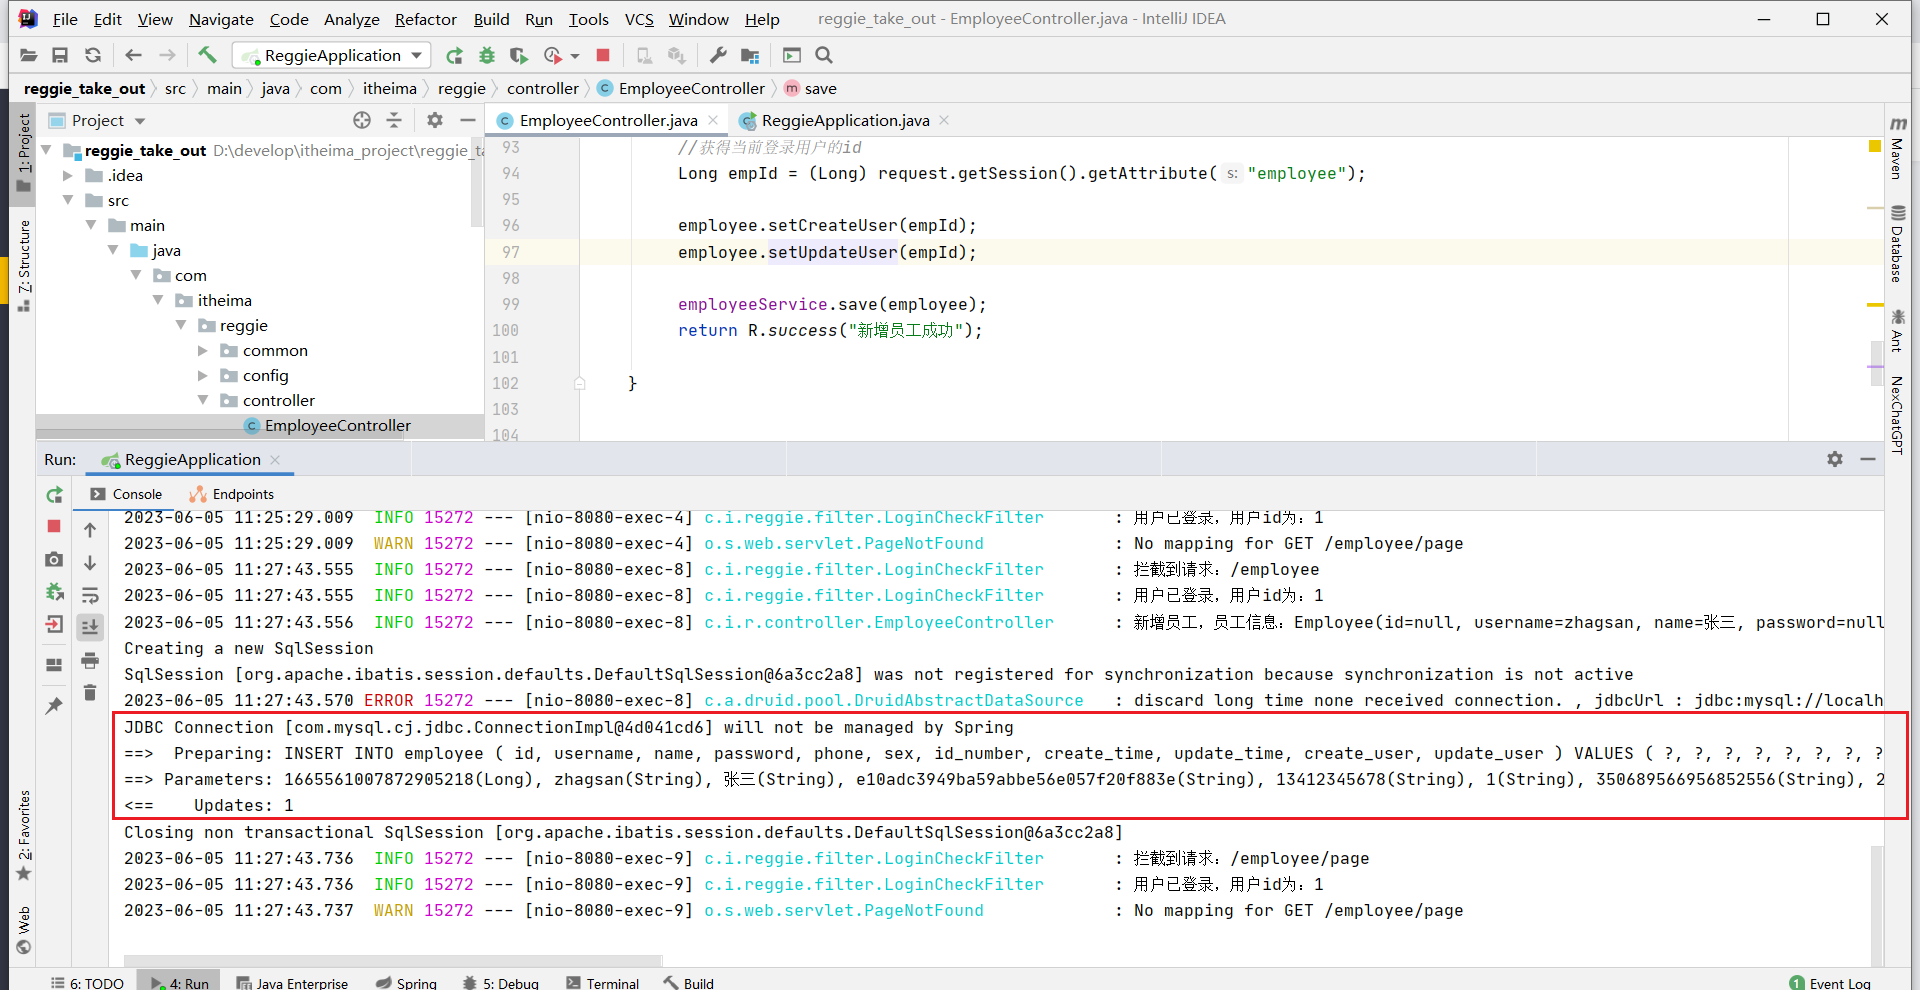 File Edit View Navigate Code Analyze Refactor Build Run Tools VCS Window Help reggie_take_out - EmployeeController.java - IntelliJ IDEA
ReggieApplication
reggie_take_out src main java com itheima reggie controller EmployeeController save
1: Project
7: Structure
2: Favorites
Web
Project
reggie_take_out D:\develop\itheima_project\reggie_t
.idea
src
main
java
com
itheima
reggie
common
config
controller
EmployeeController
EmployeeController.java ReggieApplication.java
93 //获得当前登录用户的id
94 Long empId = (Long) request.getSession().getAttribute( s: "employee");
95
96 employee.setCreateUser(empId);
97 employee.setUpdateUser(empId);
98
99 employeeService.save(employee);
100 return R.success("新增员工成功");
101
102 }
103
104
Maven
Database
Ant
NexChatGPT
Run: ReggieApplication
Console Endpoints
2023-06-05 11:25:29.009 INFO 15272 --- [nio-8080-exec-4] c.i.reggie.filter.LoginCheckFilter : 用户已登录，用户id为：1
2023-06-05 11:25:29.009 WARN 15272 --- [nio-8080-exec-4] o.s.web.servlet.PageNotFound : No mapping for GET /employee/page
2023-06-05 11:27:43.555 INFO 15272 --- [nio-8080-exec-8] c.i.reggie.filter.LoginCheckFilter : 拦截到请求：/employee
2023-06-05 11:27:43.555 INFO 15272 --- [nio-8080-exec-8] c.i.reggie.filter.LoginCheckFilter : 用户已登录，用户id为：1
2023-06-05 11:27:43.556 INFO 15272 --- [nio-8080-exec-8] c.i.r.controller.EmployeeController : 新增员工，员工信息：Employee(id=null, username=zhagsan, name=张三, password=null
Creating a new SqlSession
SqlSession [org.apache.ibatis.session.defaults.DefaultSqlSession@6a3cc2a8] was not registered for synchronization because synchronization is not active
2023-06-05 11:27:43.570 ERROR 15272 --- [nio-8080-exec-8] c.a.druid.pool.DruidAbstractDataSource : discard long time none received connection. , jdbcUrl : jdbc:mysql://localh
JDBC Connection [com.mysql.cj.jdbc.ConnectionImpl@4d041cd6] will not be managed by Spring
==> Preparing: INSERT INTO employee ( id, username, name, password, phone, sex, id_number, create_time, update_time, create_user, update_user ) VALUES ( ?, ?, ?, ?, ?, ?, ?, ?
==> Parameters: 1665561007872905218(Long), zhagsan(String), 张三(String), e10adc3949ba59abbe56e057f20f883e(String), 13412345678(String), 1(String), 350689566956852556(String), 2
<== Updates: 1
Closing non transactional SqlSession [org.apache.ibatis.session.defaults.DefaultSqlSession@6a3cc2a8]
2023-06-05 11:27:43.736 INFO 15272 --- [nio-8080-exec-9] c.i.reggie.filter.LoginCheckFilter : 拦截到请求：/employee/page
2023-06-05 11:27:43.736 INFO 15272 --- [nio-8080-exec-9] c.i.reggie.filter.LoginCheckFilter : 用户已登录，用户id为：1
2023-06-05 11:27:43.737 WARN 15272 --- [nio-8080-exec-9] o.s.web.servlet.PageNotFound : No mapping for GET /employee/page
6: TODO 4: Run Java Enterprise Spring 5: Debug Terminal Build 1 Event Log